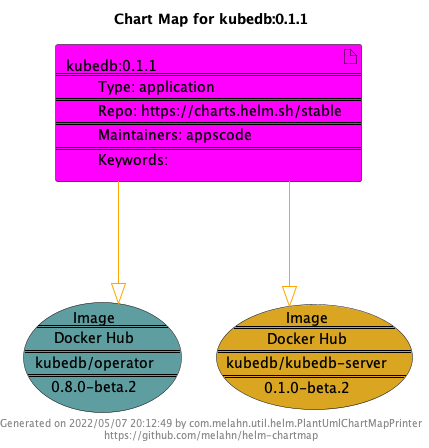 Chart Map for kubedb:0.1.1
kubedb:0.1.1
Type: application
Repo: https://charts.helm.sh/stable
Maintainers: appscode
Keywords:
Image
Docker Hub
kubedb/operator
0.8.0-beta.2
Image
Docker Hub
kubedb/kubedb-server
0.1.0-beta.2
Generated on 2022/05/07 20:12:49 by com.melahn.util.helm.PlantUmlChartMapPrinter
https://github.com/melahn/helm-chartmap